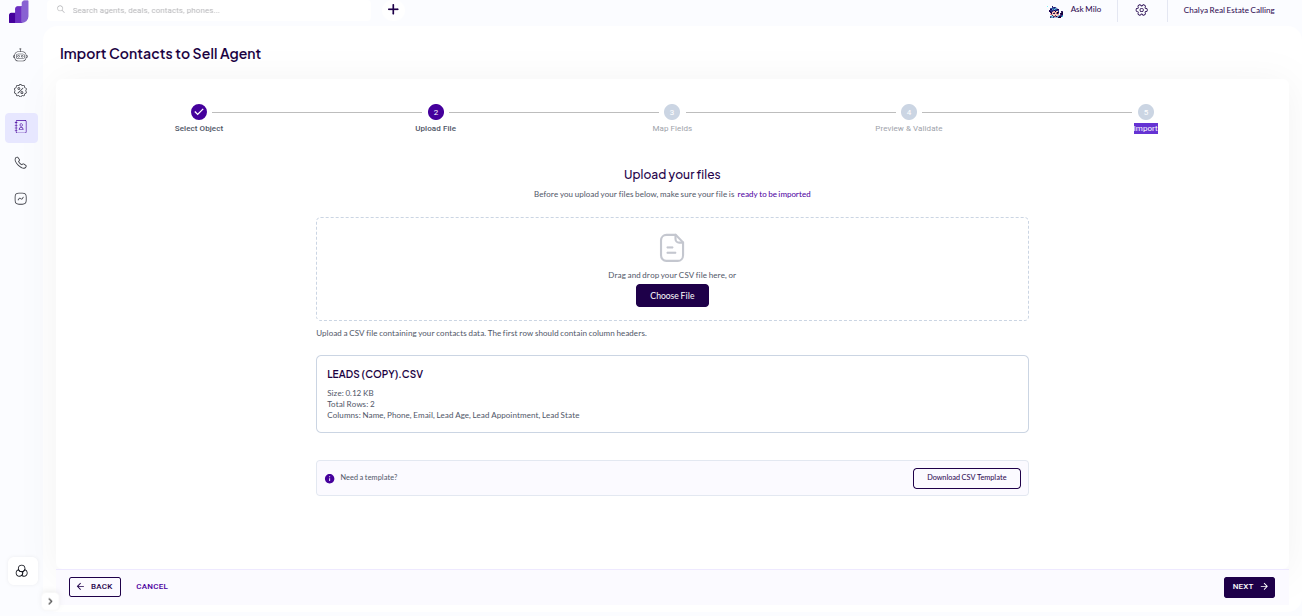 Search agents, deals, contacts, phones...
Ask Milo
Chalya Real Estate Calling
Import Contacts to Sell Agent
2
3
4
5
Select Object
Upload File
Map Fields
Preview & Validate
Import
Upload your files
Before you upload your files below, make sure your file is ready to be imported
Drag and drop your CSV file here, or
Choose File
Upload a CSV file containing your contacts data. The first row should contain column headers.
LEADS (COPY).CSV
Size: 0.12 KB
Total Rows: 2
Columns: Name, Phone, Email, Lead Age, Lead Appointment, Lead State
Need a template?
Download CSV Template
BACK
CANCEL
NEXT